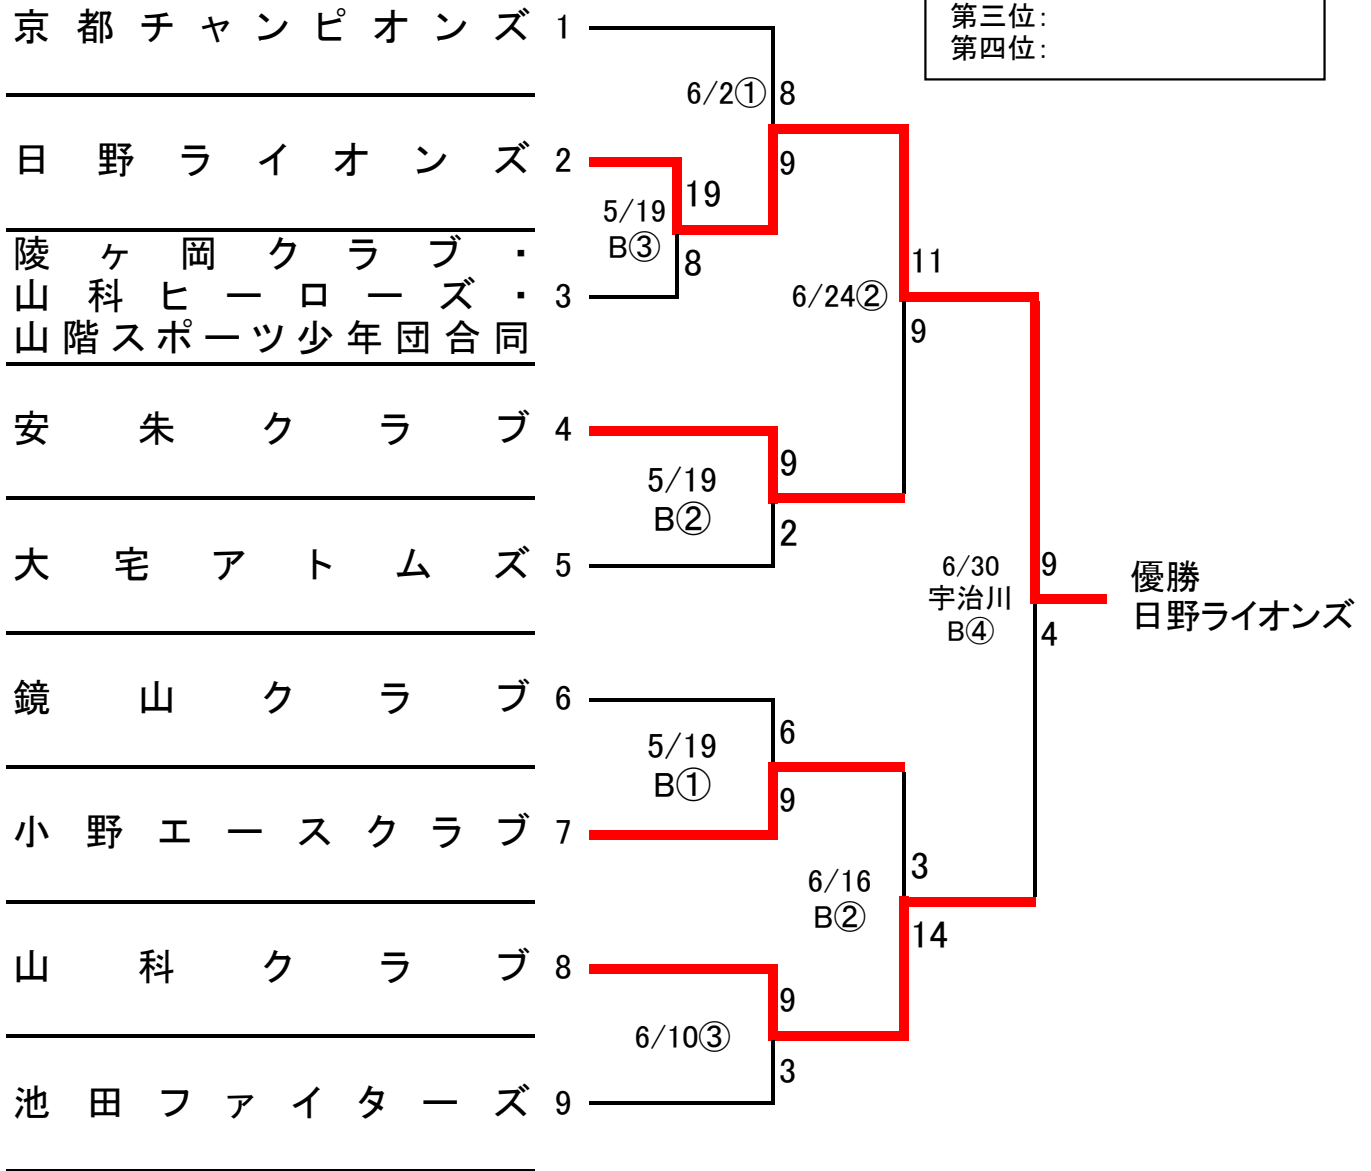 第三位:
第四位:
京都チャンピオンズ 1
6/2① 8
日野ライオンズ 2
9
19
5/19
B③
8
陵ヶ岡クラブ・
山科ヒーローズ・ 3
山階スポーツ少年団合同
11
6/24②
9
安朱クラブ 4
9
5/19
B②
2
大宅アトムズ 5
6/30
宇治川
B④
9
4
優勝
日野ライオンズ
鏡山クラブ 6
6
5/19
B①
9
小野エースクラブ 7
3
6/16
B②
14
山科クラブ 8
9
6/10③
3
池田ファイターズ 9